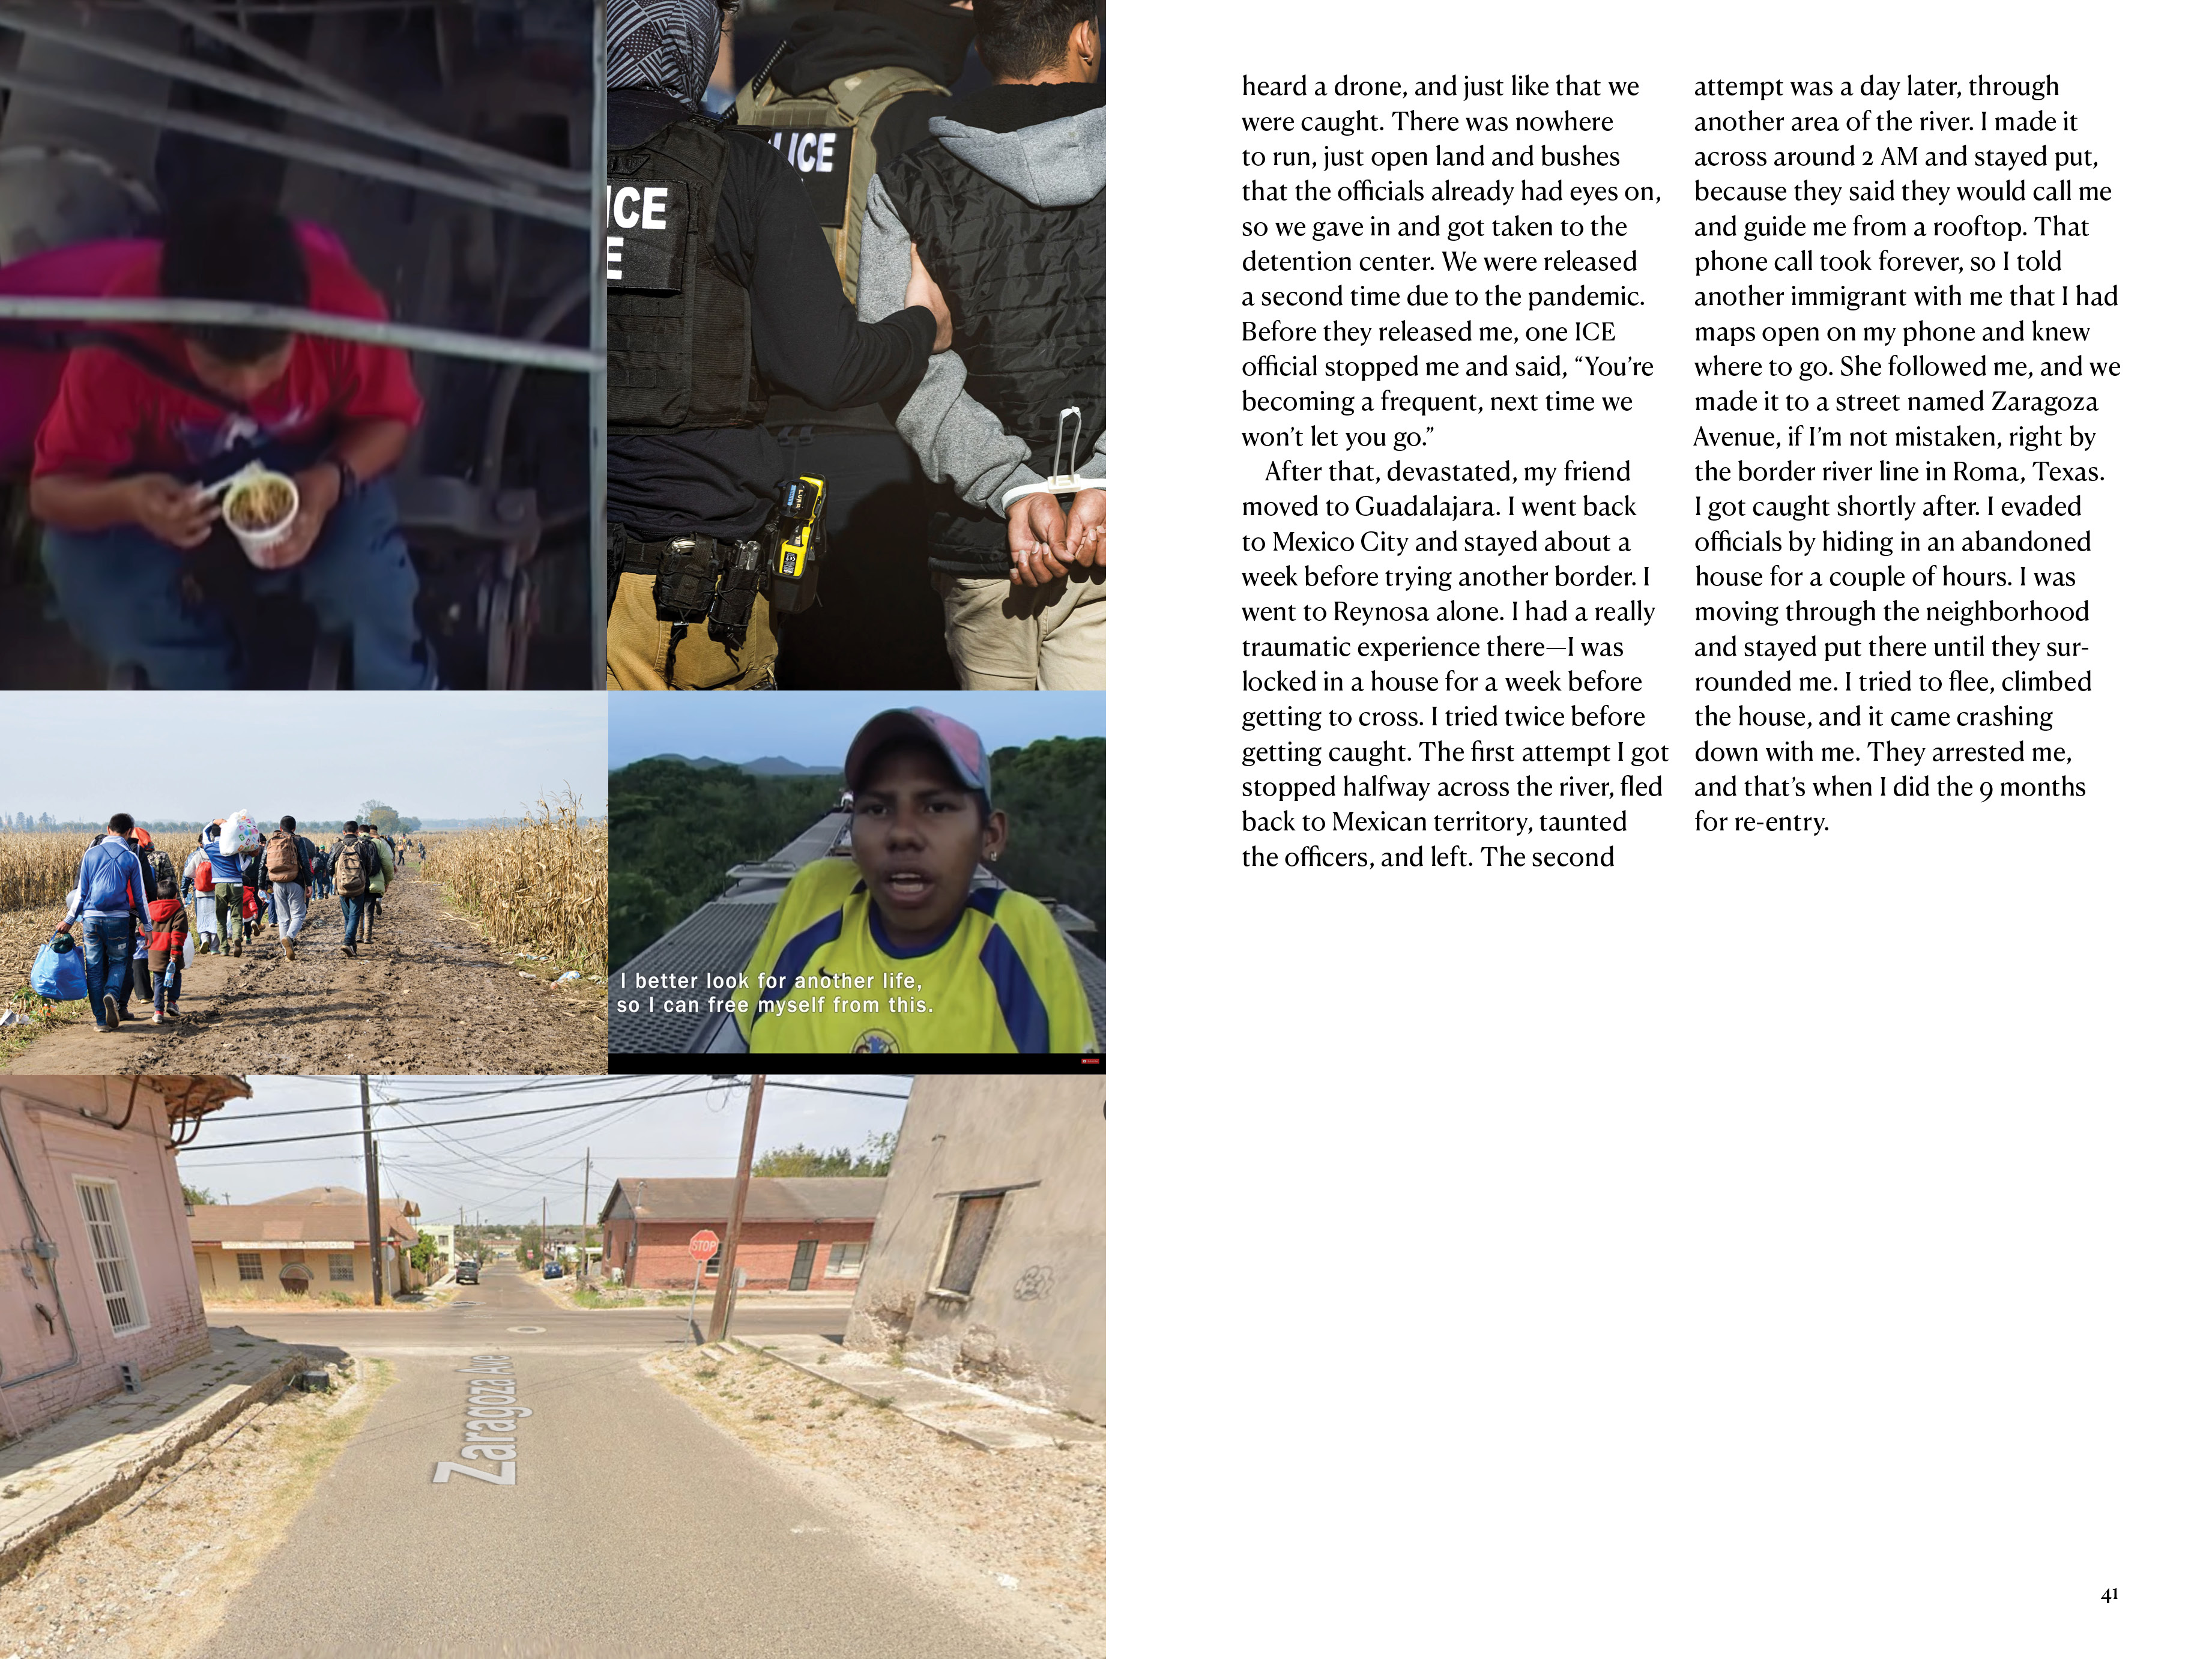 LICE
ICE
E
I better look for another life,
so I can free myself from this.
STOP
Zaragoza Ave
heard a drone, and just like that we
were caught. There was nowhere
to run, just open land and bushes
that the officials already had eyes on,
so we gave in and got taken to the
detention center. We were released
a second time due to the pandemic.
Before they released me, one ICE
official stopped me and said, “You’re
becoming a frequent, next time we
won’t let you go.”
After that, devastated, my friend
moved to Guadalajara. I went back
to Mexico City and stayed about a
week before trying another border. I
went to Reynosa alone. I had a really
traumatic experience there—I was
locked in a house for a week before
getting to cross. I tried twice before
getting caught. The first attempt I got
stopped halfway across the river, fled
back to Mexican territory, taunted
the officers, and left. The second
attempt was a day later, through
another area of the river. I made it
across around 2 AM and stayed put,
because they said they would call me
and guide me from a rooftop. That
phone call took forever, so I told
another immigrant with me that I had
maps open on my phone and knew
where to go. She followed me, and we
made it to a street named Zaragoza
Avenue, if I’m not mistaken, right by
the border river line in Roma, Texas.
I got caught shortly after. I evaded
officials by hiding in an abandoned
house for a couple of hours. I was
moving through the neighborhood
and stayed put there until they sur-
rounded me. I tried to flee, climbed
the house, and it came crashing
down with me. They arrested me,
and that’s when I did the 9 months
for re-entry.
41